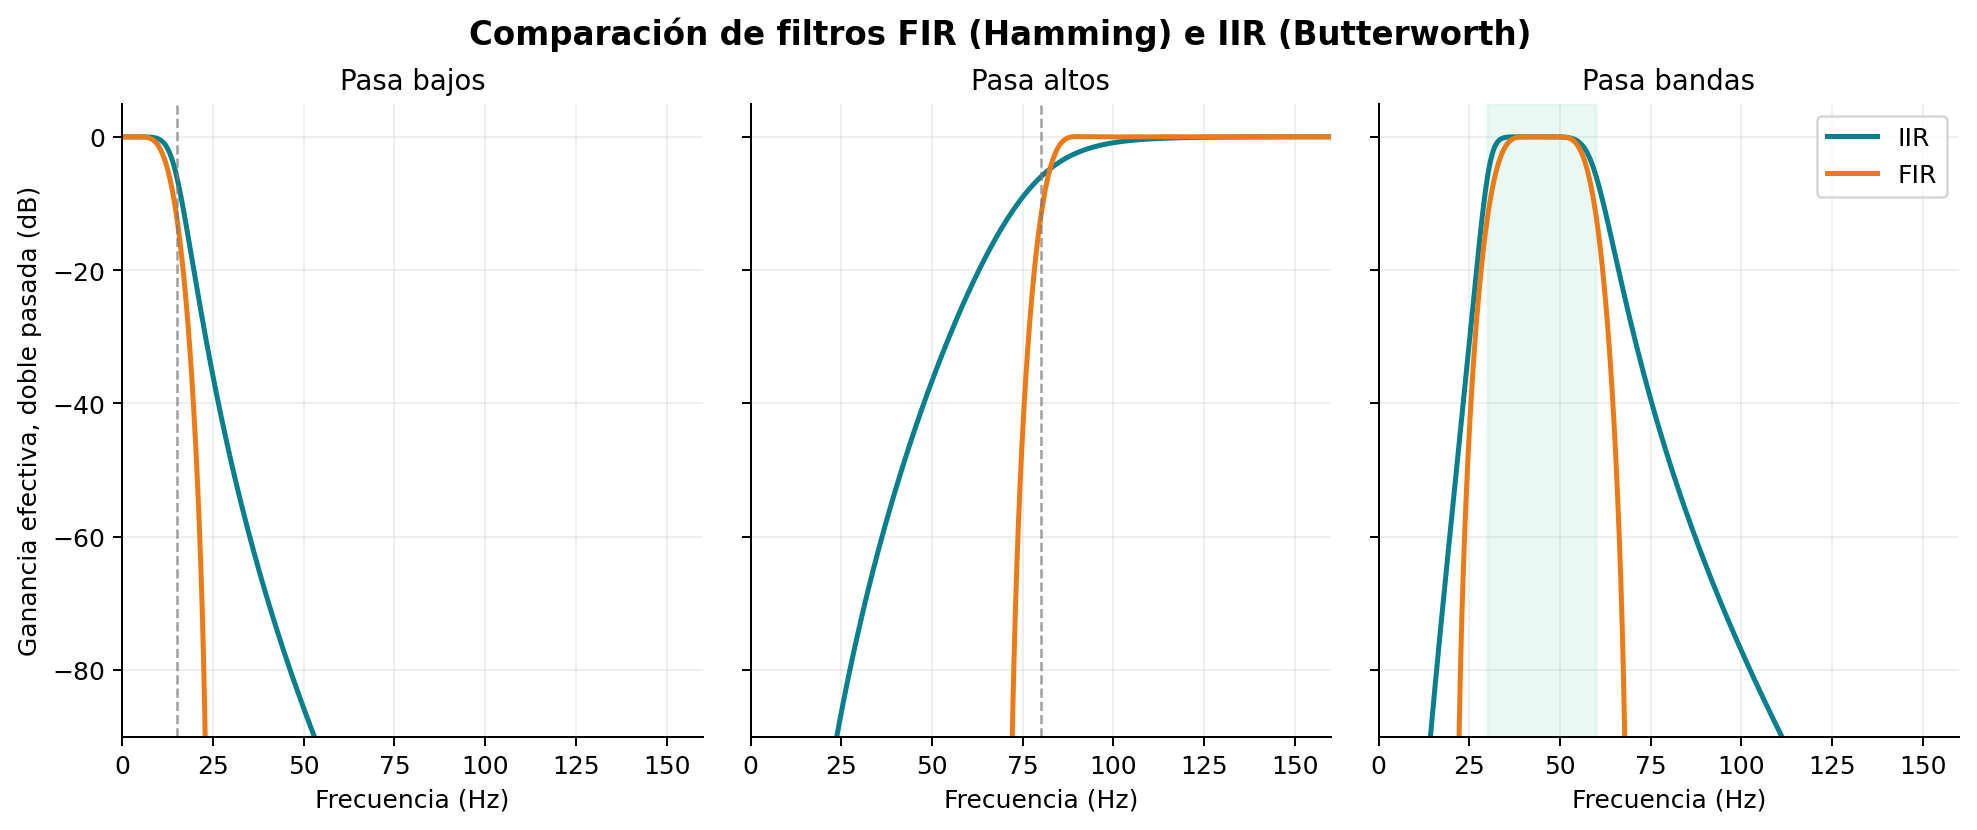 Comparación de filtros FIR (Hamming) e IIR (Butterworth)
Pasa bajos
Pasa altos
Pasa bandas
Ganancia efectiva, doble pasada (dB)
0
−20
−40
−60
−80
IIR
FIR
0 25 50 75 100 125 150
0 25 50 75 100 125 150
0 25 50 75 100 125 150
Frecuencia (Hz)
Frecuencia (Hz)
Frecuencia (Hz)